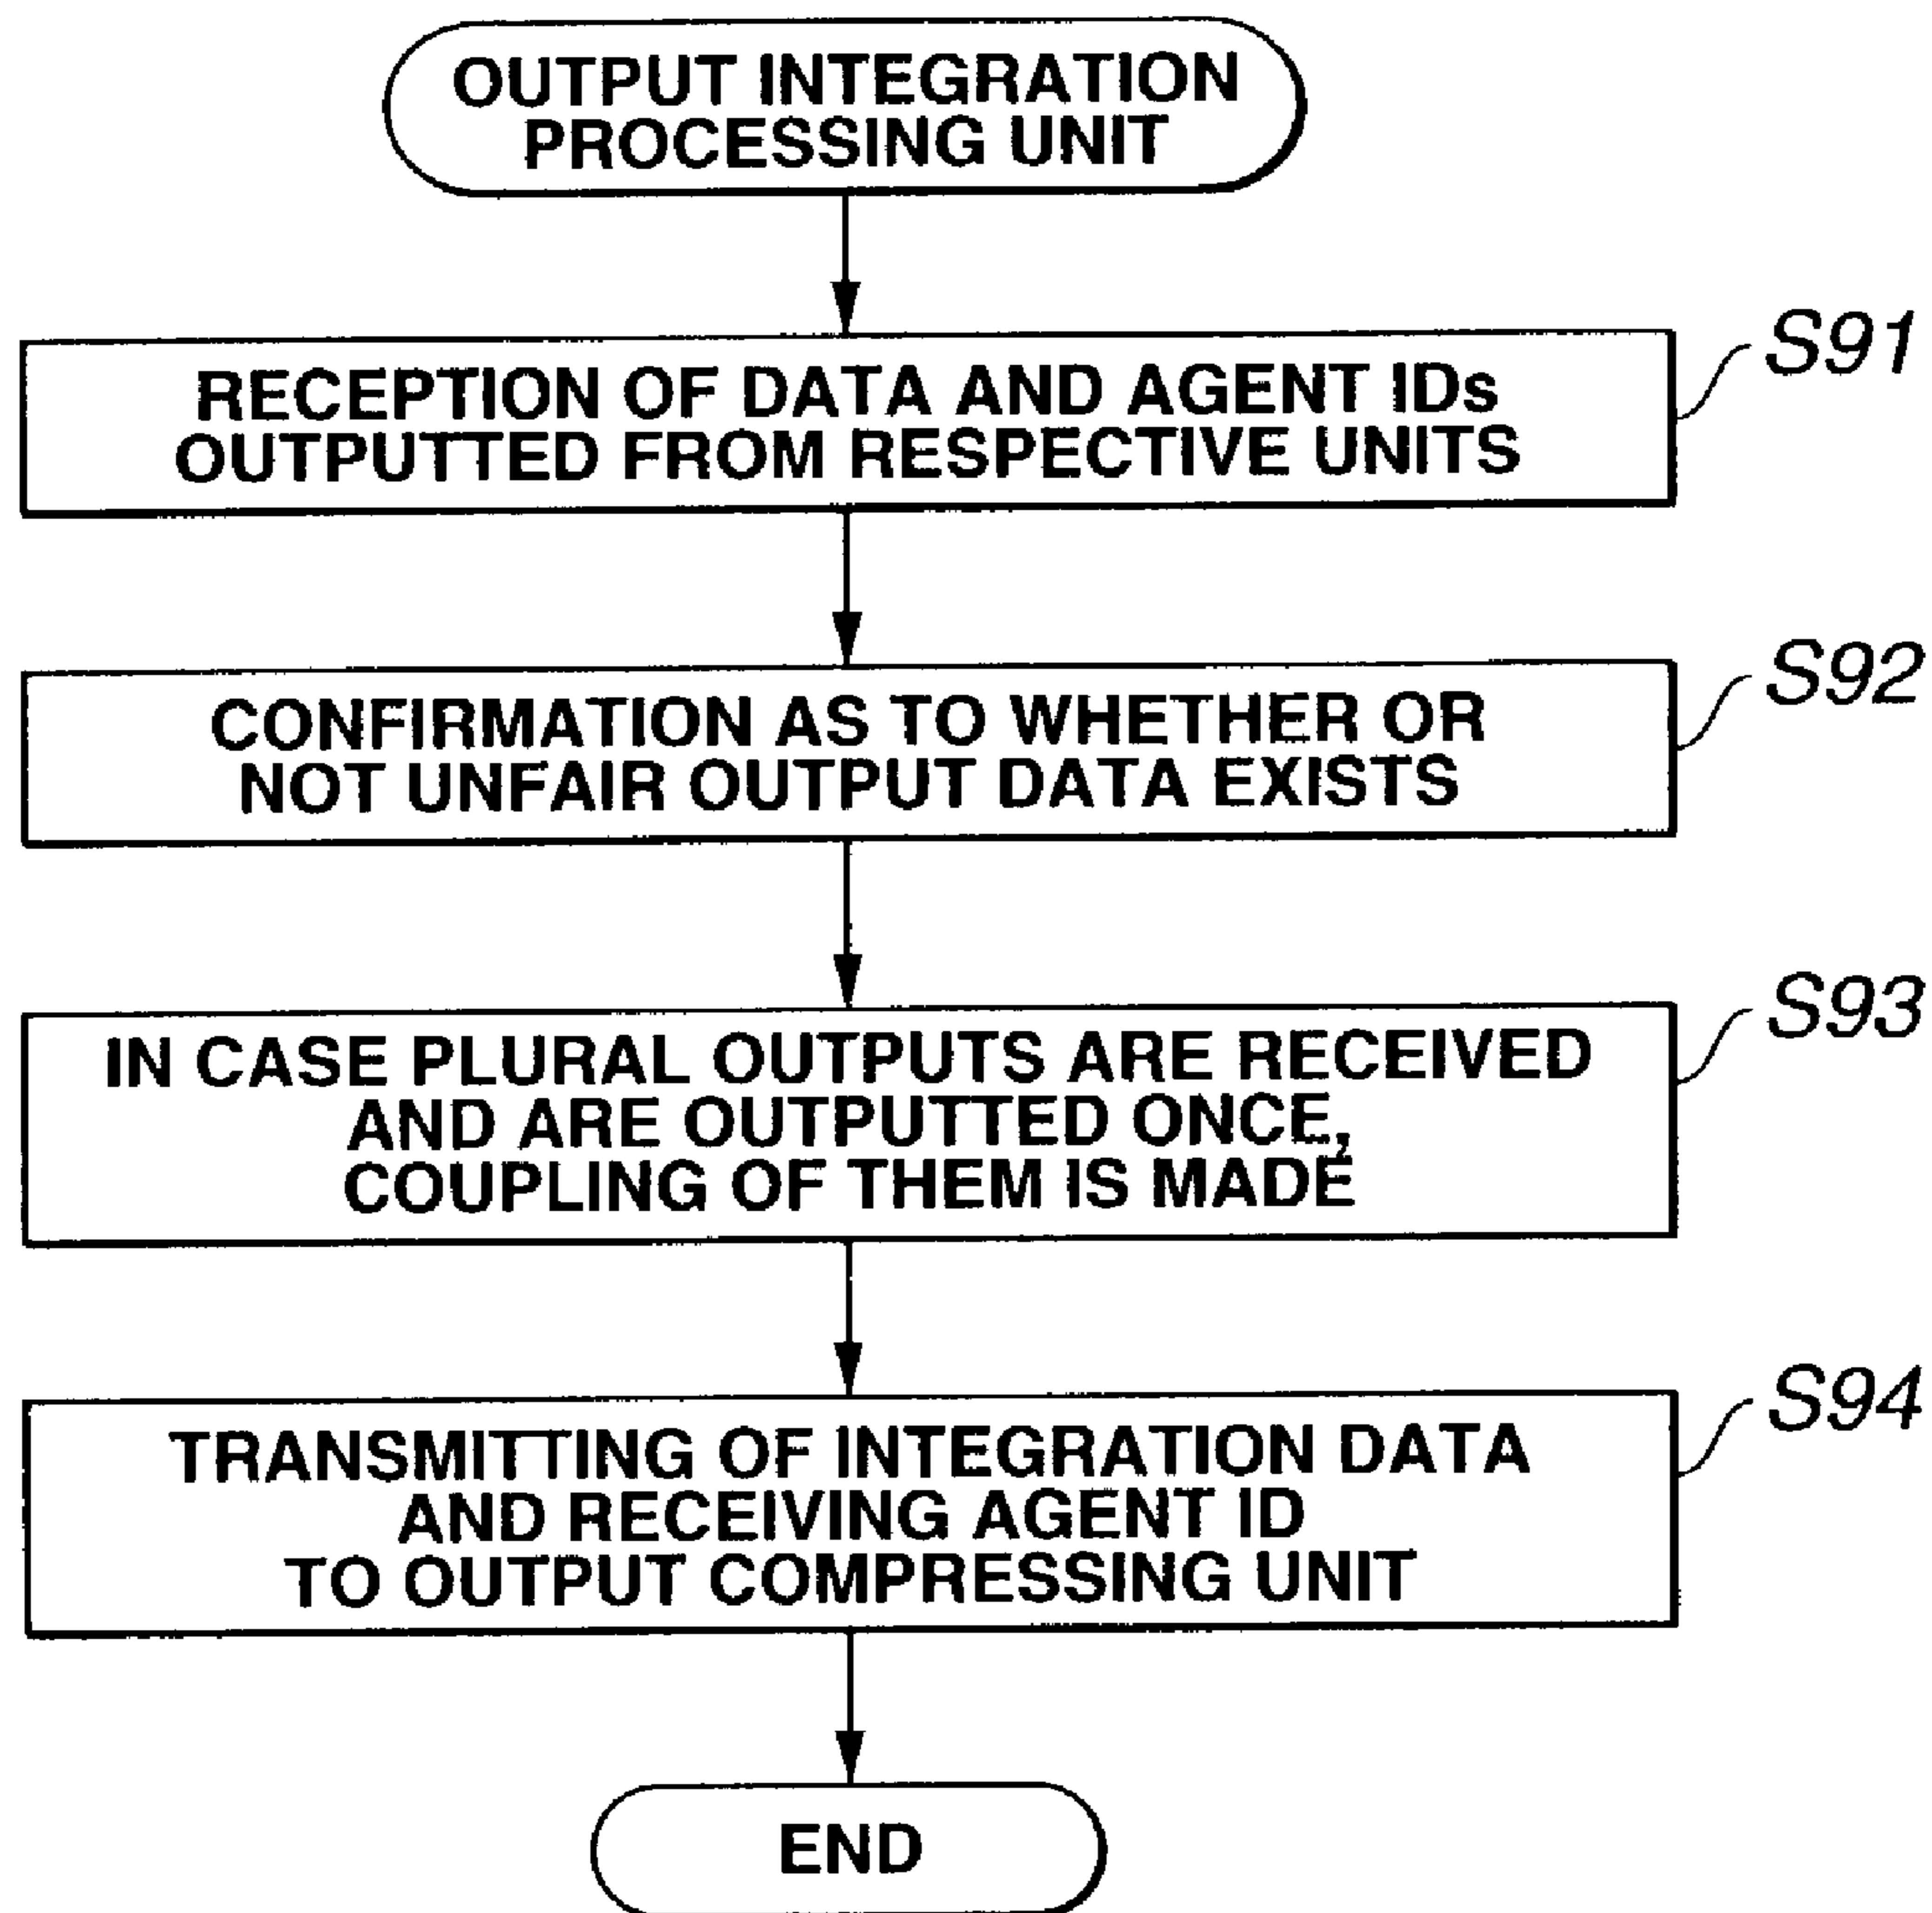 OUTPUT INTEGRATION
PROCESSING UNIT
S91
RECEPTION OF DATA AND AGENT IDs
OUTPUTTED FROM RESPECTIVE UNITS
S92
CONFIRMATION AS TO WHETHER OR
NOT UNFAIR OUTPUT DATA EXISTS
S93
IN CASE PLURAL OUTPUTS ARE RECEIVED
AND ARE OUTPUTTED ONCE,
COUPLING OF THEM IS MADE
S94
TRANSMITTING OF INTEGRATION DATA
AND RECEIVING AGENT ID
TO OUTPUT COMPRESSING UNIT
END